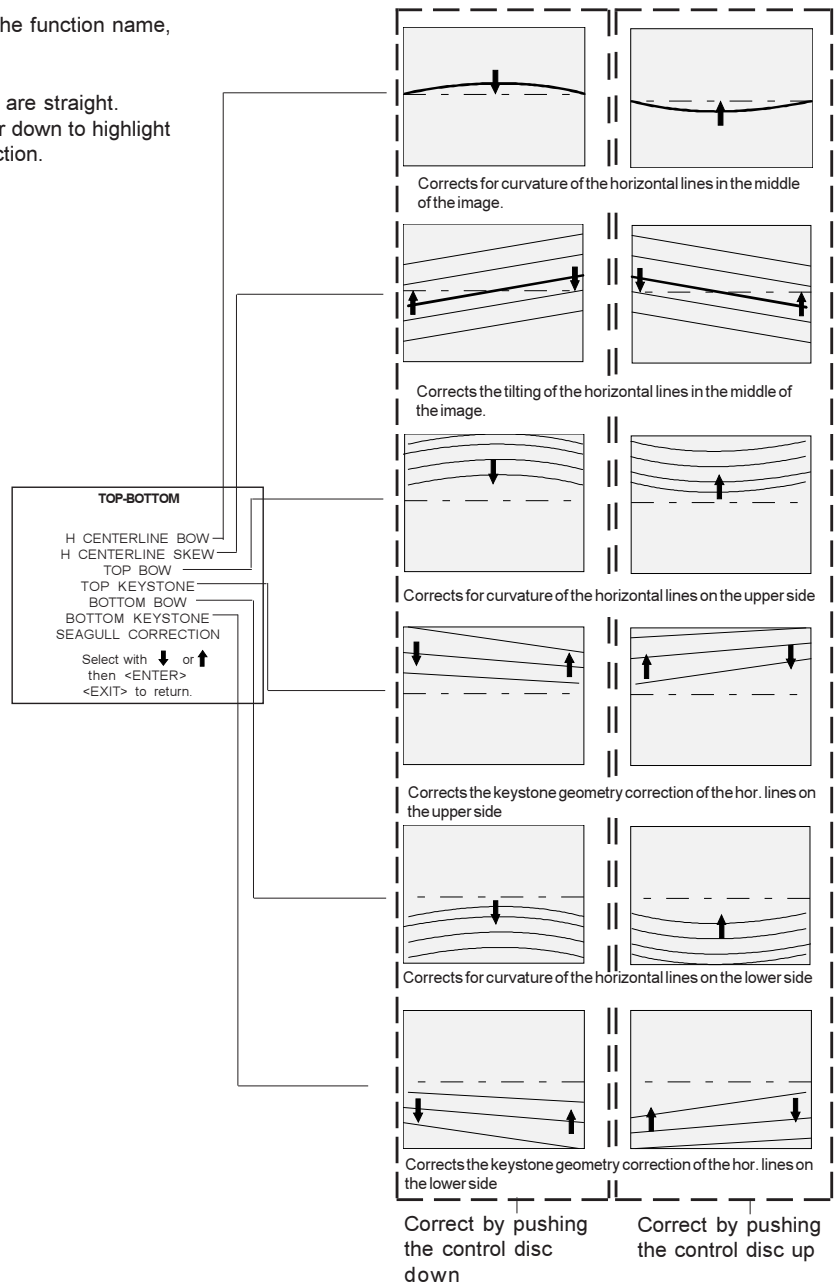 he function name,
are straight.
r down to highlight
ction.
Corrects for curvature of the horizontal lines in the middle
of the image.
Corrects the tilting of the horizontal lines in the middle of
the image.
TOP-BOTTOM
H CENTERLINE BOW
H CENTERLINE SKEW
TOP BOW
TOP KEYSTONE
BOTTOM BOW
BOTTOM KEYSTONE
SEAGULL CORRECTION
Select with ↓ or ↑
then <ENTER>
<EXIT> to return.
Corrects for curvature of the horizontal lines on the upper side
Corrects the keystone geometry correction of the hor. lines on
the upper side
Corrects for curvature of the horizontal lines on the lower side
Corrects the keystone geometry correction of the hor. lines on
the lower side
Correct by pushing
the control disc
down
Correct by pushing
the control disc up